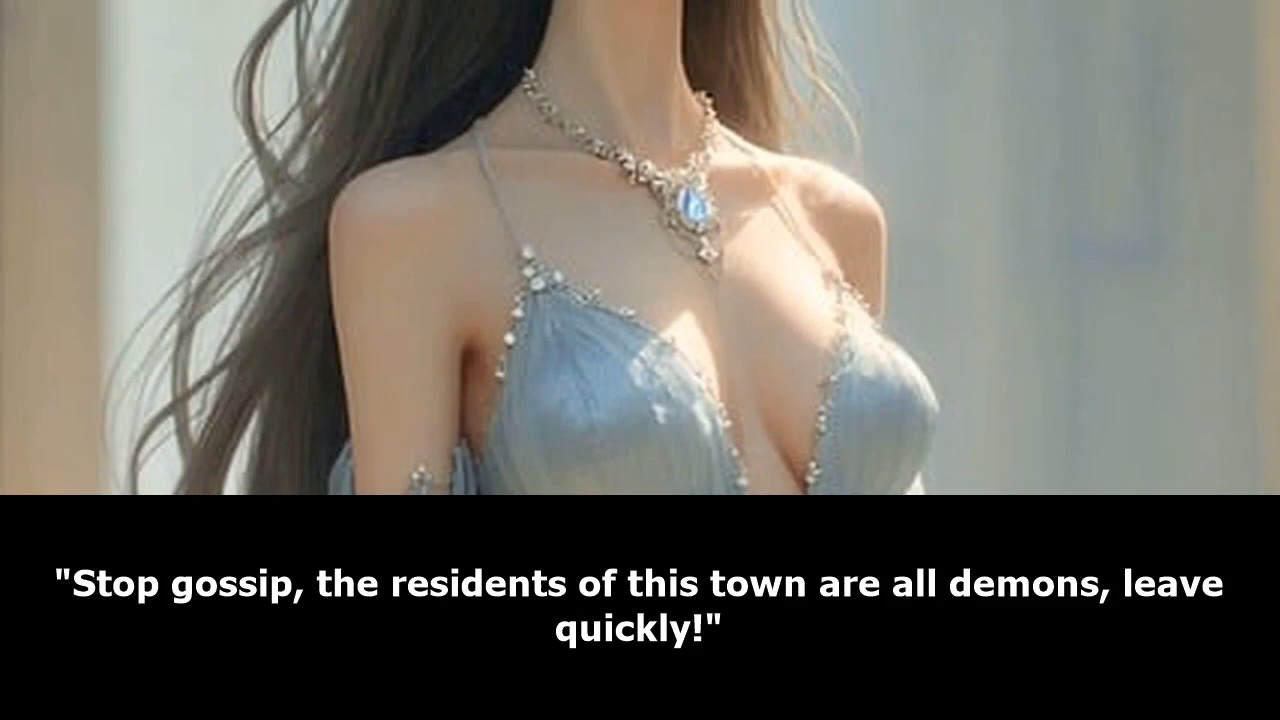 "Stop gossip, the residents of this town are all demons, leave
quickly!"